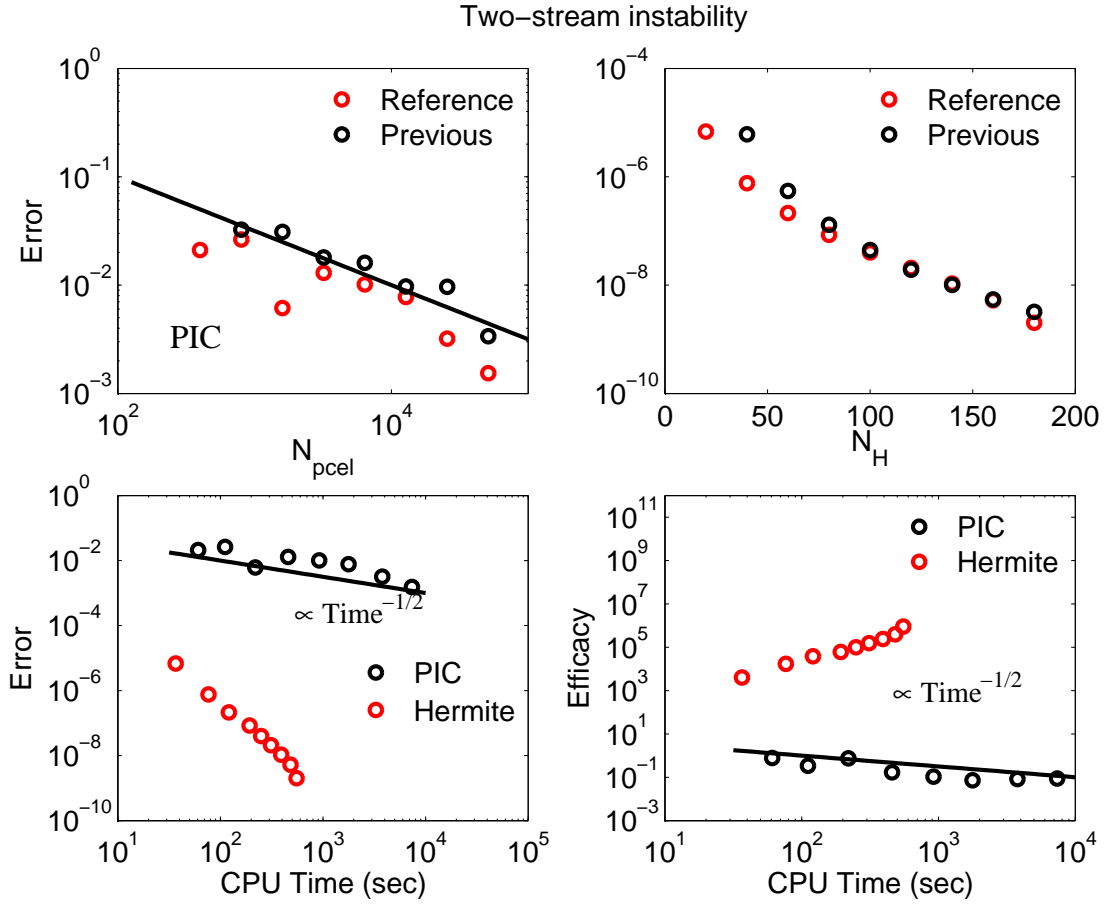 Two−stream instability
10^0
10^−1
10^−2
10^−3
Error
Reference
Previous
PIC
10^2
10^4
N_pcel
10^−4
10^−6
10^−8
10^−10
Reference
Previous
0
50
100
150
200
N_H
10^0
10^−2
10^−4
10^−6
10^−8
10^−10
Error
∝ Time^−1/2
PIC
Hermite
10^1
10^2
10^3
10^4
10^5
CPU Time (sec)
10^11
10^9
10^7
10^5
10^3
10^1
10^−1
10^−3
Efficacy
PIC
Hermite
∝ Time^−1/2
10^1
10^2
10^3
10^4
CPU Time (sec)